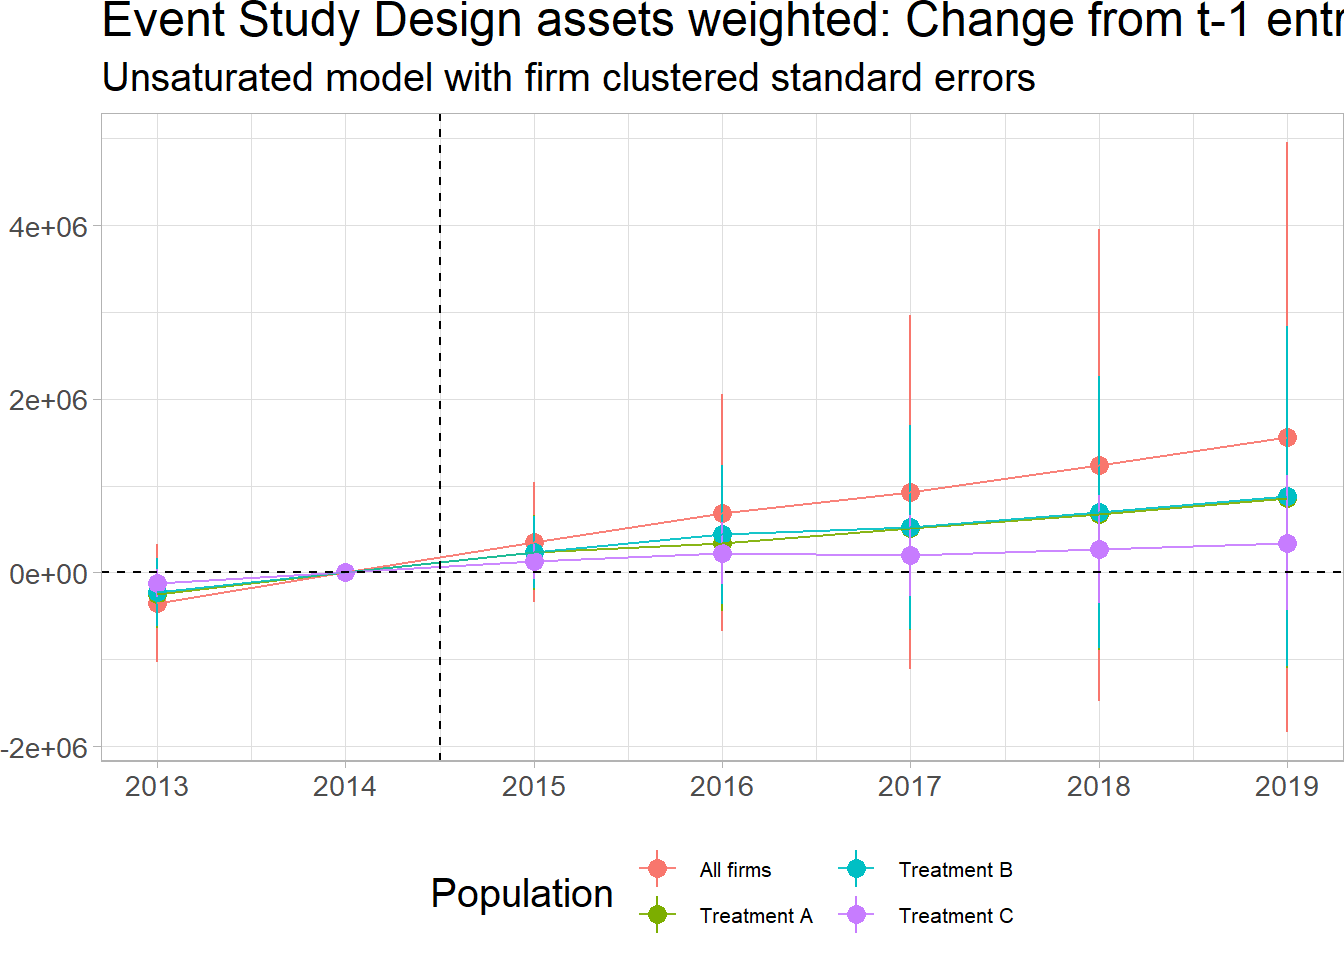 Event Study Design assets weighted: Change from t-1 entr
Unsaturated model with firm clustered standard errors
4e+06
2e+06
0e+00
-2e+06
2013 2014 2015 2016 2017 2018 2019
Population
All firms
Treatment B
Treatment A
Treatment C